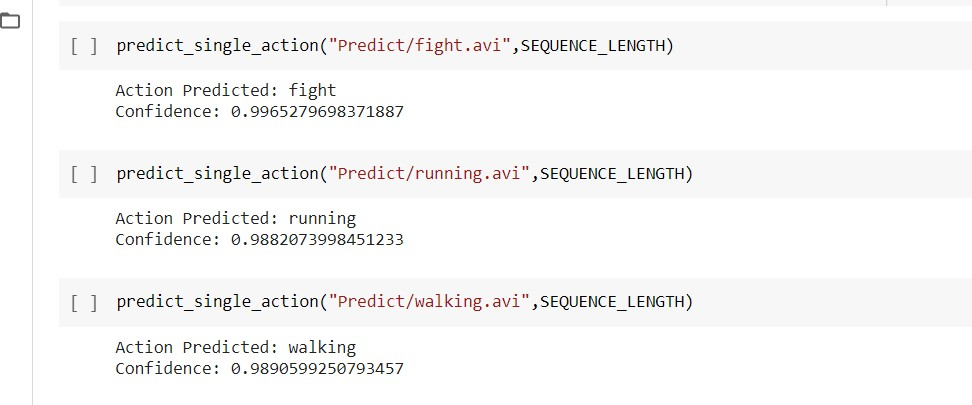 [ ] predict_single_action("Predict/fight.avi",SEQUENCE_LENGTH)
Action Predicted: fight
Confidence: 0.9965279698371887
[ ] predict_single_action("Predict/running.avi",SEQUENCE_LENGTH)
Action Predicted: running
Confidence: 0.9882073998451233
[ ] predict_single_action("Predict/walking.avi",SEQUENCE_LENGTH)
Action Predicted: walking
Confidence: 0.9890599250793457